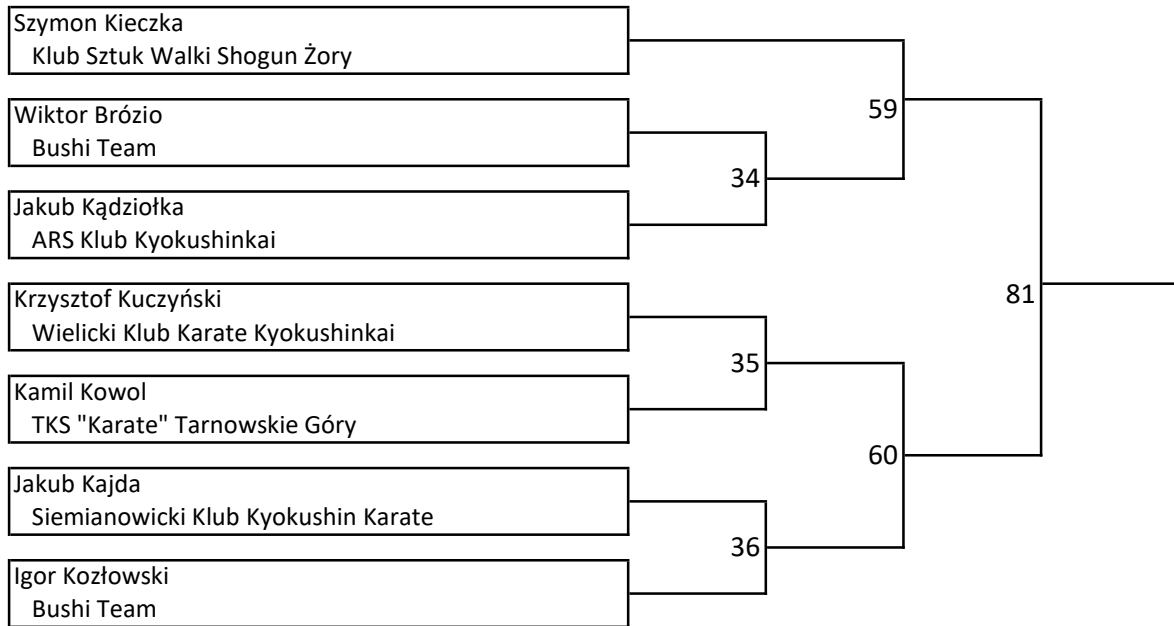 Szymon Kieczka
Klub Sztuk Walki Shogun Żory
59
Wiktor Brózio
Bushi Team
34
Jakub Kądziołka
ARS Klub Kyokushinkai
81
Krzysztof Kuczyński
Wielicki Klub Karate Kyokushinkai
35
Kamil Kowol
TKS "Karate" Tarnowskie Góry
60
Jakub Kajda
Siemianowicki Klub Kyokushin Karate
36
Igor Kozłowski
Bushi Team